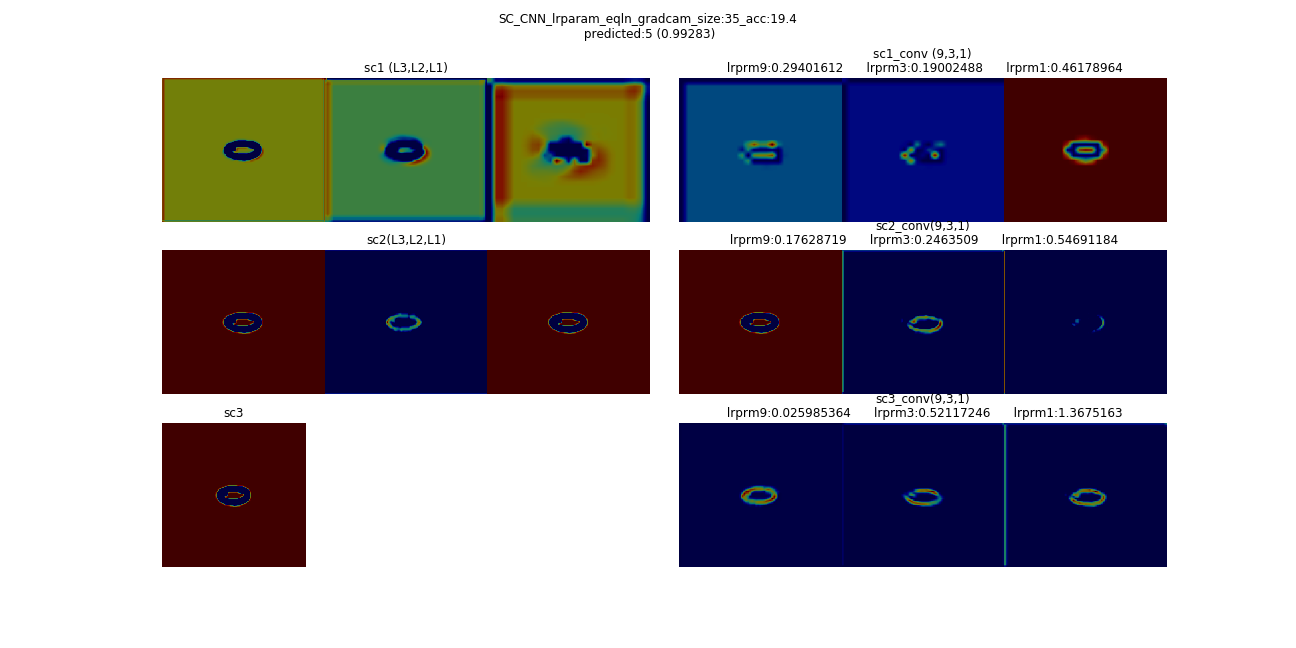 SC_CNN_lrparam_eqln_gradcam_size:35_acc:19.4
predicted:5 (0.99283)
sc1 (L3,L2,L1)
sc1_conv (9,3,1)
lrprm9:0.29401612 lrprm3:0.19002488 lrprm1:0.46178964
sc2(L3,L2,L1)
sc2_conv(9,3,1)
lrprm9:0.17628719 lrprm3:0.2463509 lrprm1:0.54691184
sc3
sc3_conv(9,3,1)
lrprm9:0.025985364 lrprm3:0.52117246 lrprm1:1.3675163